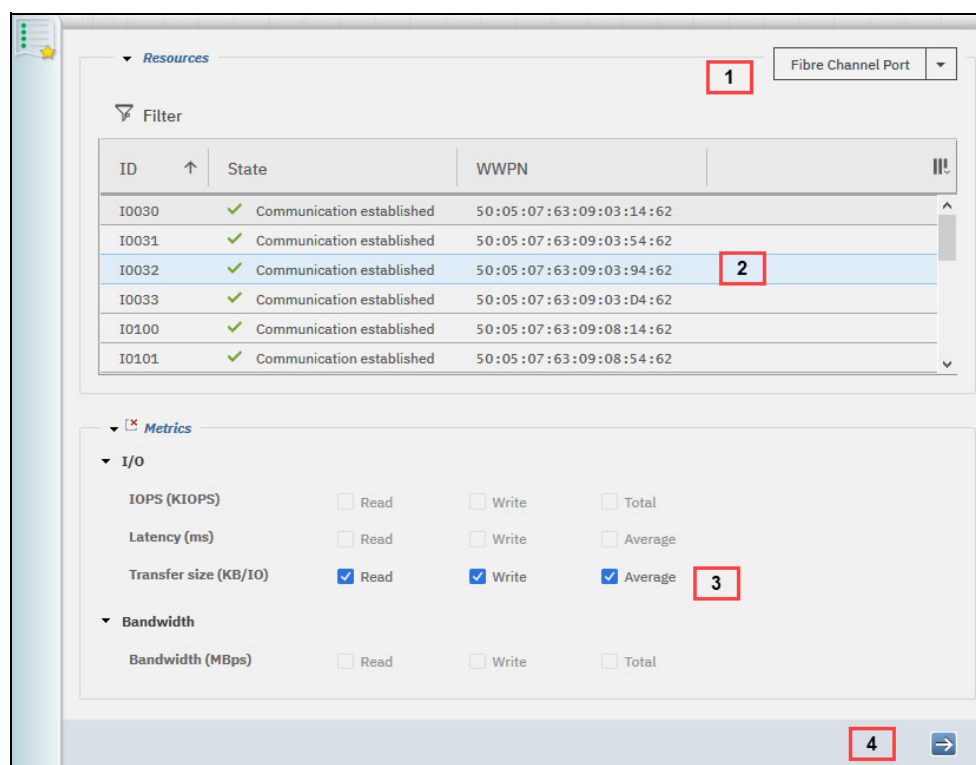 Resources
1
Fibre Channel Port
Filter
ID State WWPN
I0030 Communication established 50:05:07:63:09:03:14:62
I0031 Communication established 50:05:07:63:09:03:54:62
I0032 Communication established 50:05:07:63:09:03:94:62 2
I0033 Communication established 50:05:07:63:09:03:D4:62
I0100 Communication established 50:05:07:63:09:08:14:62
I0101 Communication established 50:05:07:63:09:08:54:62
Metrics
I/O
IOPS (KIOPS) Read Write Total
Latency (ms) Read Write Average
Transfer size (KB/IO) Read Write Average 3
Bandwidth
Bandwidth (MBps) Read Write Total
4